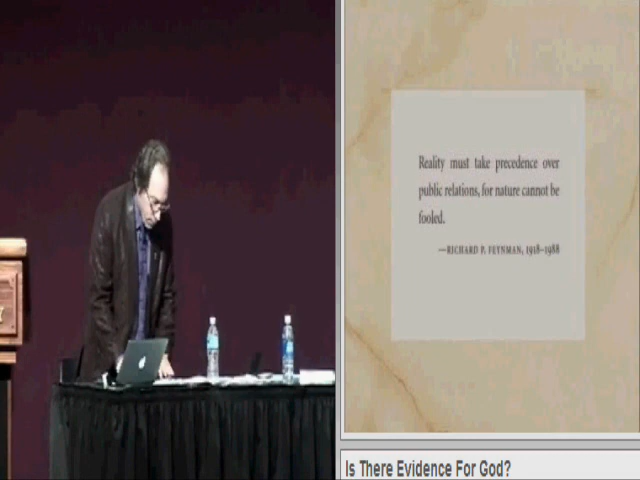 Reality must take precedence over
public relations, for nature cannot be
fooled.
—RICHARD P. FEYNMAN, 1918–1988
Is There Evidence For God?